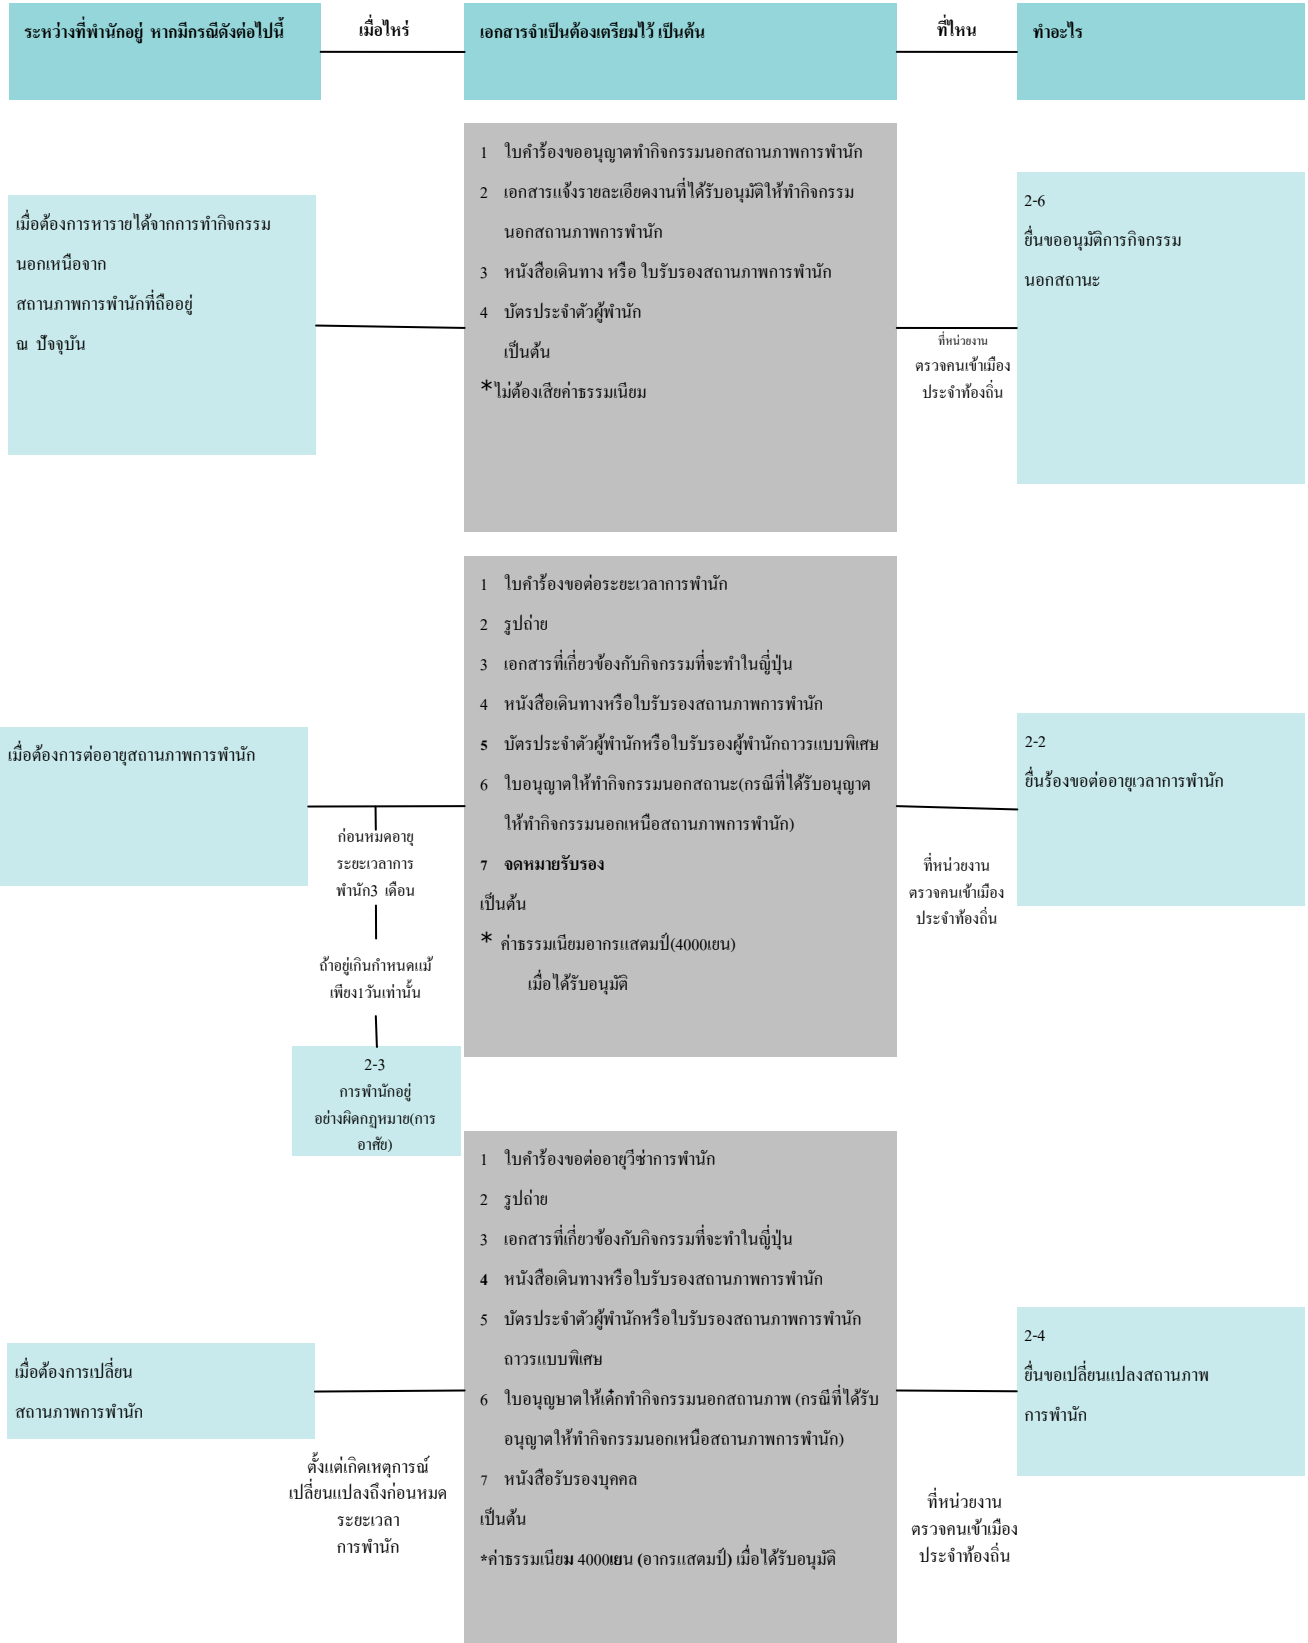 ระหว่างที่พำนักอยู่ หากมีกรณีดังต่อไปนี้
เมื่อไหร่
เอกสารจำเป็นต้องเตรียมไว้ เป็นต้น
ที่ไหน
ทำอะไร
เมื่อต้องการหารายได้จากการทำกิจกรรม
นอกเหนือจาก
สถานภาพการพำนักที่ถืออยู่
ณ ปัจจุบัน
1 ใบคำร้องขออนุญาตทำกิจกรรมนอกสถานภาพการพำนัก
2 เอกสารแจ้งรายละเอียดงานที่ได้รับอนุมัติให้ทำกิจกรรม
นอกสถานภาพการพำนัก
3 หนังสือเดินทาง หรือ ใบรับรองสถานภาพการพำนัก
4 บัตรประจำตัวผู้พำนัก
เป็นต้น
*ไม่ต้องเสียค่าธรรมเนียม
ที่หน่วยงาน
ตรวจคนเข้าเมือง
ประจำท้องถิ่น
2-6
ยื่นขออนุมัติการกิจกรรม
นอกสถานะ
เมื่อต้องการต่ออายุสถานภาพการพำนัก
ก่อนหมดอายุ
ระยะเวลาการ
พำนัก3 เดือน
ถ้าอยู่เกินกำหนดแม้
เพียง1วันเท่านั้น
2-3
การพำนักอยู่
อย่างผิดกฎหมาย(การ
อาศัย)
1 ใบคำร้องขอต่อระยะเวลาการพำนัก
2 รูปถ่าย
3 เอกสารที่เกี่ยวข้องกับกิจกรรมที่จะทำในญี่ปุ่น
4 หนังสือเดินทางหรือใบรับรองสถานภาพการพำนัก
5 บัตรประจำตัวผู้พำนักหรือใบรับรองผู้พำนักถาวรแบบพิเศษ
6 ใบอนุญาตให้ทำกิจกรรมนอกสถานะ(กรณีที่ได้รับอนุญาต
ให้ทำกิจกรรมนอกเหนือสถานภาพการพำนัก)
7 จดหมายรับรอง
เป็นต้น
* ค่าธรรมเนียมอากรแสตมป์(4000เยน)
เมื่อได้รับอนุมัติ
ที่หน่วยงาน
ตรวจคนเข้าเมือง
ประจำท้องถิ่น
2-2
ยื่นร้องขอต่ออายุเวลาการพำนัก
เมื่อต้องการเปลี่ยน
สถานภาพการพำนัก
ตั้งแต่เกิดเหตุการณ์
เปลี่ยนแปลงถึงก่อนหมด
ระยะเวลา
การพำนัก
1 ใบคำร้องขอต่ออายุวีซ่าการพำนัก
2 รูปถ่าย
3 เอกสารที่เกี่ยวข้องกับกิจกรรมที่จะทำในญี่ปุ่น
4 หนังสือเดินทางหรือใบรับรองสถานภาพการพำนัก
5 บัตรประจำตัวผู้พำนักหรือใบรับรองสถานภาพการพำนัก
ถาวรแบบพิเศษ
6 ใบอนุญษาตให้เด๋กทำกิจกรรมนอกสถานภาพ (กรณีที่ได้รับ
อนุญาตให้ทำกิจกรรมนอกเหนือสถานภาพการพำนัก)
7 หนังสือรับรองบุคคล
เป็นต้น
*ค่าธรรมเนียม 4000เยน (อากรแสตมป์) เมื่อได้รับอนุมัติ
ที่หน่วยงาน
ตรวจคนเข้าเมือง
ประจำท้องถิ่น
2-4
ยื่นขอเปลี่ยนแปลงสถานภาพ
การพำนัก